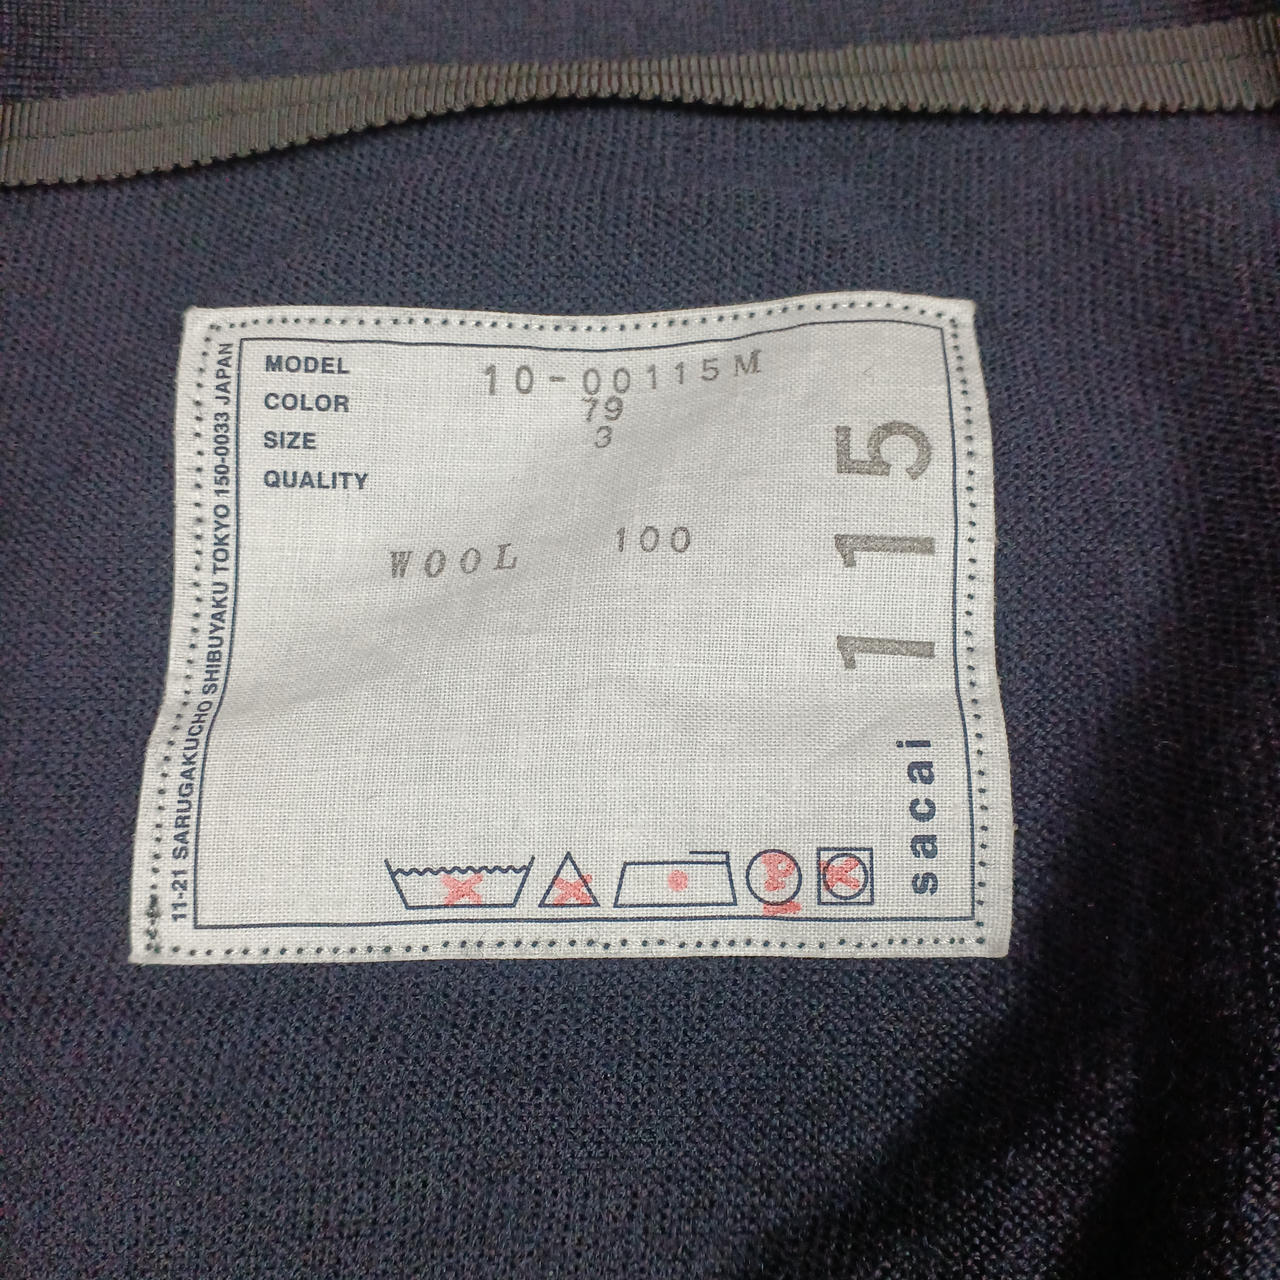 MODEL 10-00115M
COLOR 79
SIZE 3
QUALITY
WOOL 100
115
sacai
11-21 SARUGAKUCHO SHIBUYAKU TOKYO 150-0033 JAPAN
P